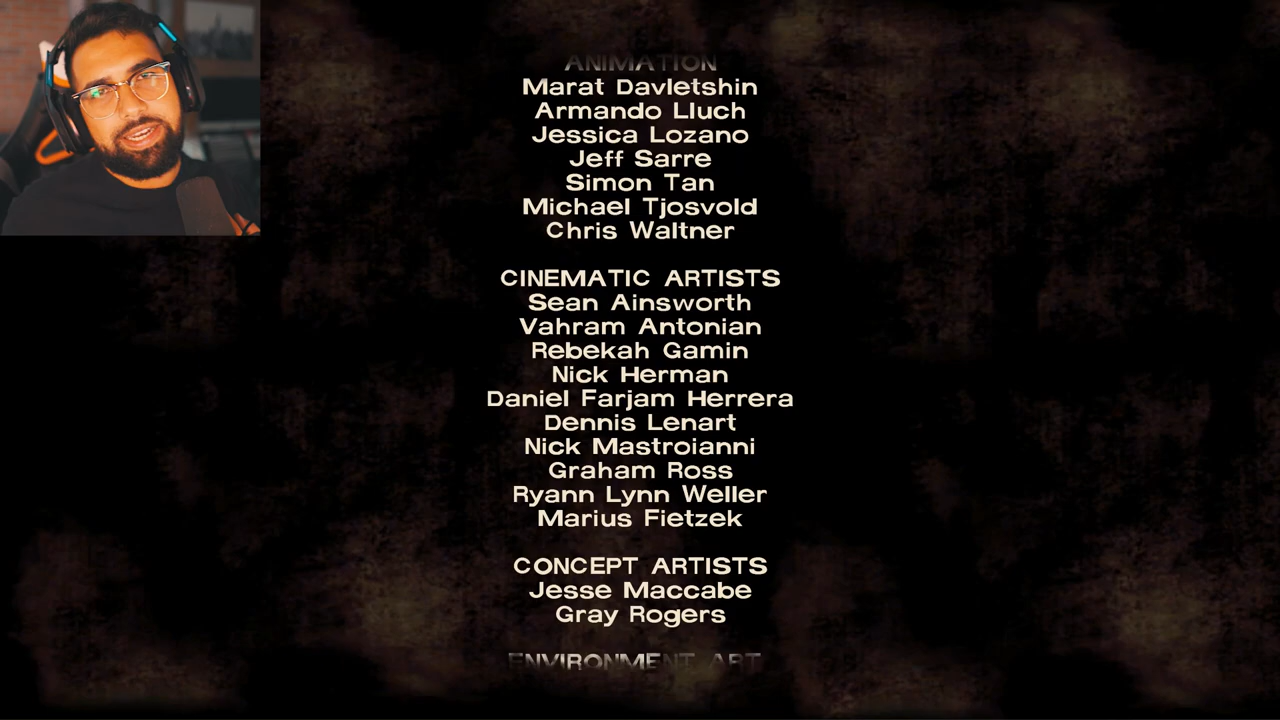 ANIMATION
Marat Davletshin
Armando Lluch
Jessica Lozano
Jeff Sarre
Simon Tan
Michael Tjosvold
Chris Waltner
CINEMATIC ARTISTS
Sean Ainsworth
Vahram Antonian
Rebekah Gamin
Nick Herman
Daniel Farjam Herrera
Dennis Lenart
Nick Mastroianni
Graham Ross
Ryann Lynn Weller
Marius Fietzek
CONCEPT ARTISTS
Jesse Maccabe
Gray Rogers
ENVIRONMENT ART